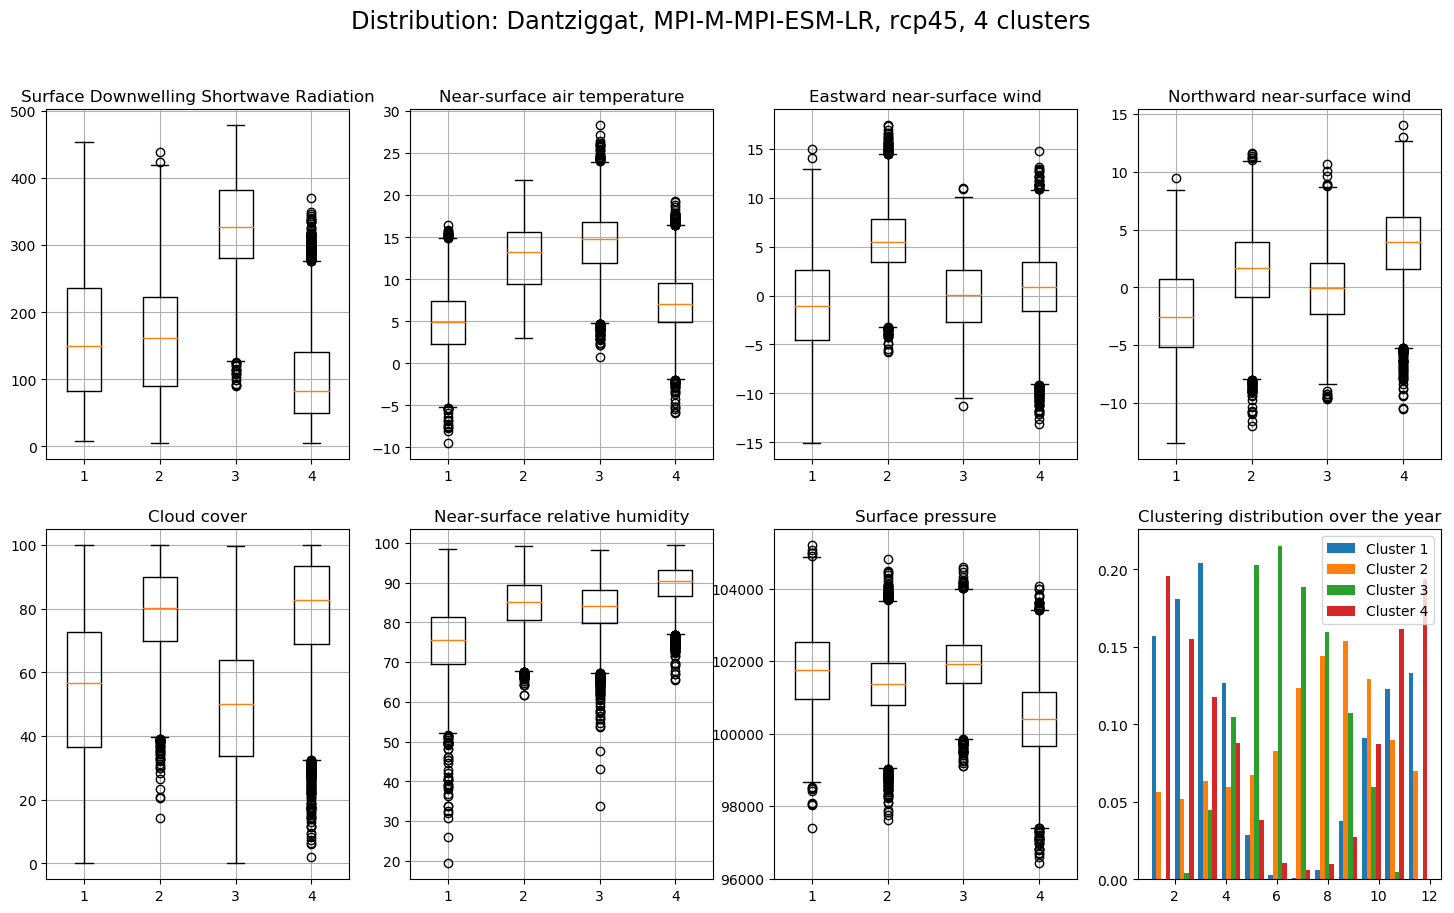 Distribution: Dantziggat, MPI-M-MPI-ESM-LR, rcp45, 4 clusters
Surface Downwelling Shortwave Radiation
500
400
300
200
100
0
1 2 3 4
Near-surface air temperature
30
25
20
15
10
5
0
−5
−10
1 2 3 4
Eastward near-surface wind
15
10
5
0
−5
−10
−15
1 2 3 4
Northward near-surface wind
15
10
5
0
−5
−10
1 2 3 4
Cloud cover
100
80
60
40
20
0
1 2 3 4
Near-surface relative humidity
100
90
80
70
60
50
40
30
20
1 2 3 4
Surface pressure
104000
102000
100000
98000
96000
1 2 3 4
Clustering distribution over the year
Cluster 1
Cluster 2
Cluster 3
Cluster 4
0.20
0.15
0.10
0.05
0.00
2 4 6 8 10 12